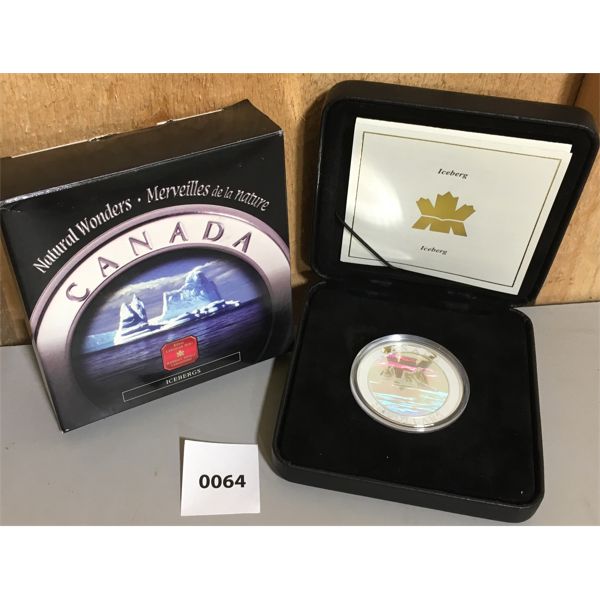 Natural Wonders · Merveilles de la nature
CANADA
ICEBERGS
Iceberg
Iceberg
0064